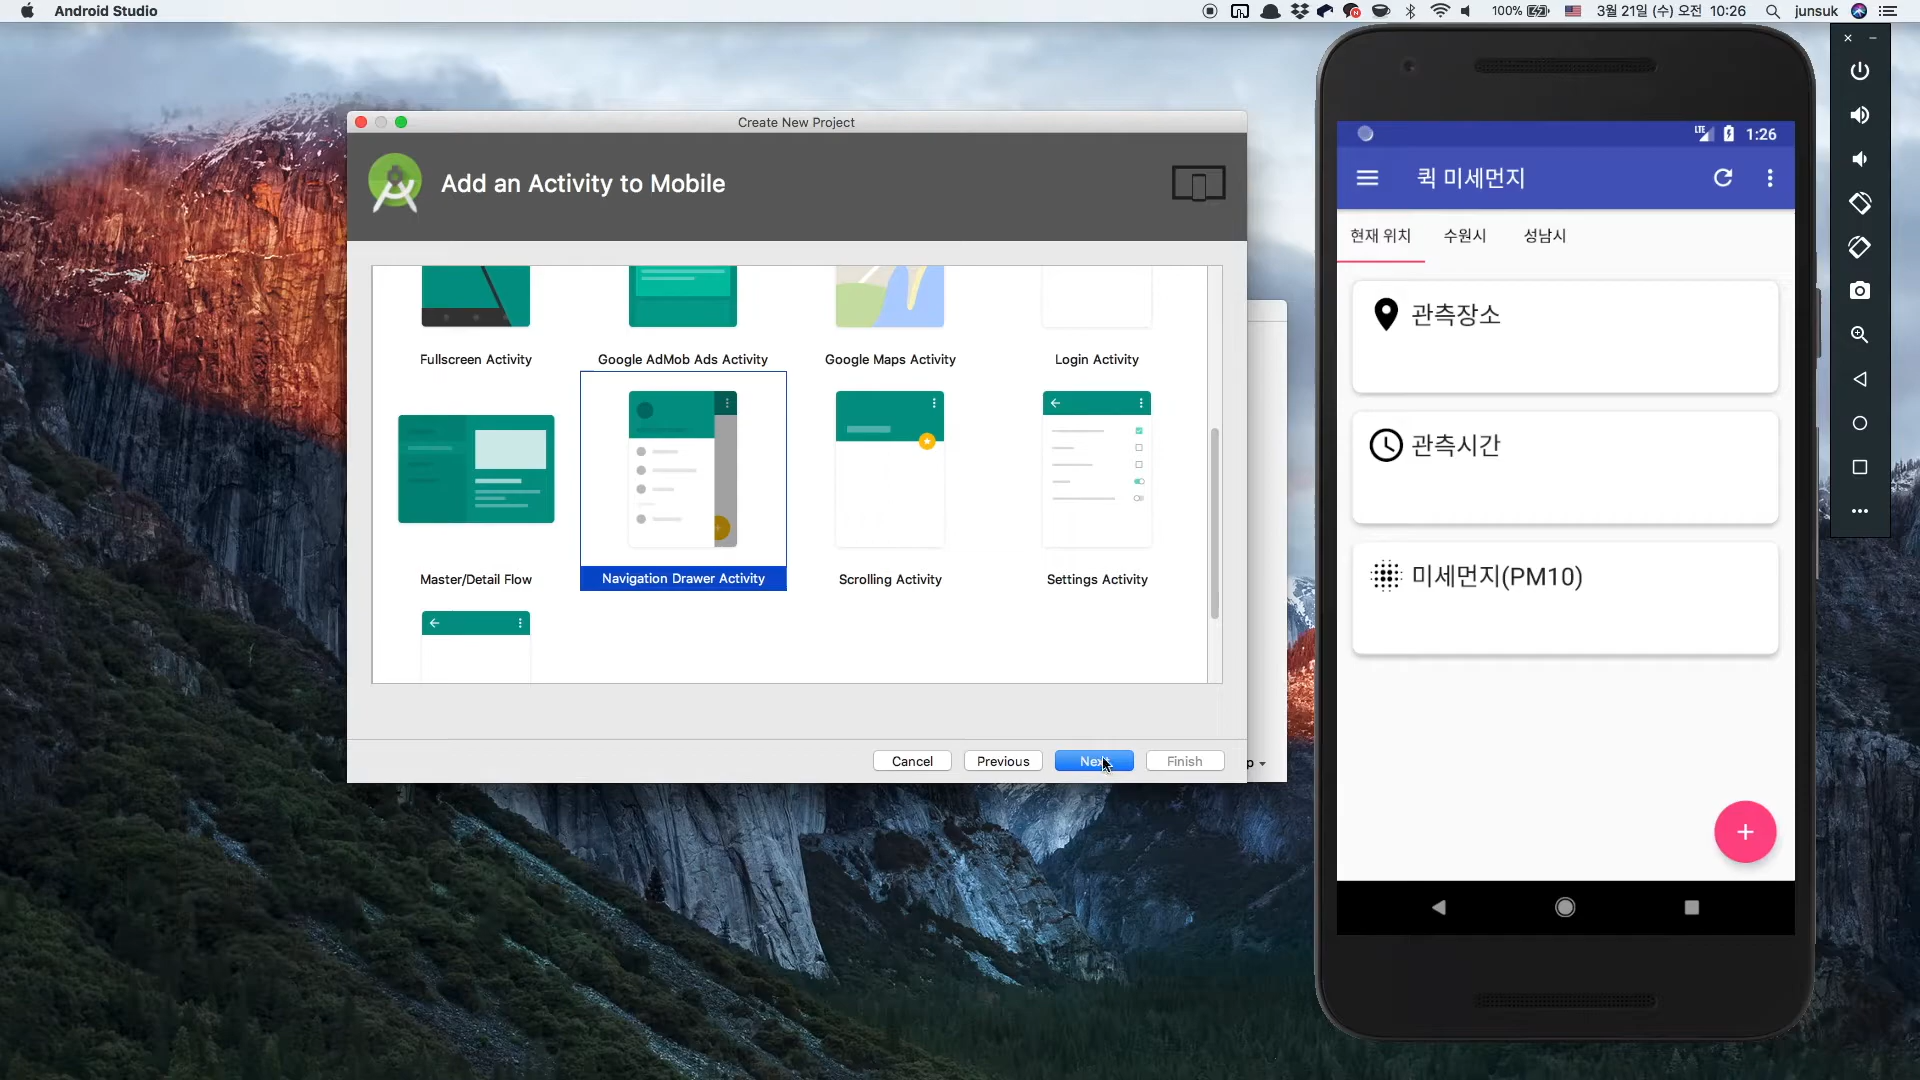 Android Studio
100%
3월 21일 (수) 오전 10:26
junsuk
Create New Project
Add an Activity to Mobile
Fullscreen Activity
Google AdMob Ads Activity
Google Maps Activity
Login Activity
Master/Detail Flow
Navigation Drawer Activity
Scrolling Activity
Settings Activity
Cancel
Previous
Next
Finish
p
LTE
1:26
퀵 미세먼지
현재 위치
수원시
성남시
관측장소
관측시간
미세먼지(PM10)